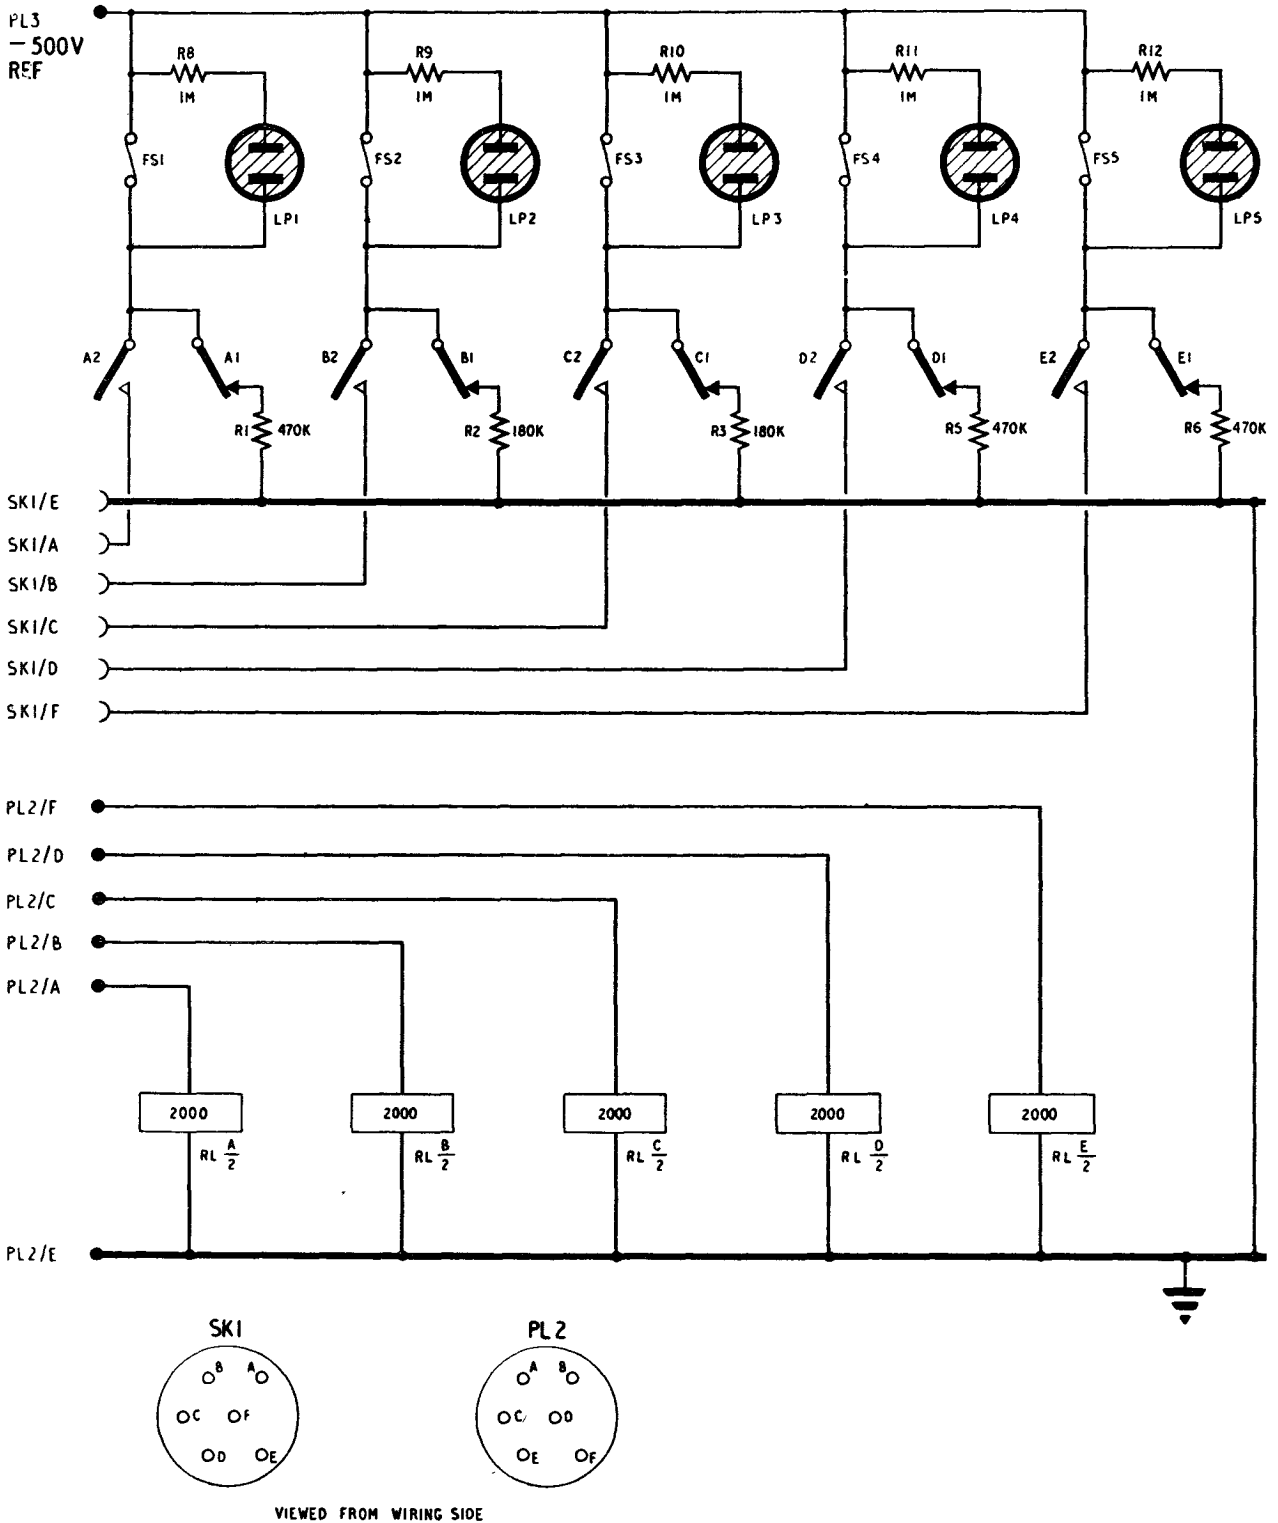 PL3
-500V
REF
R8 R9 R10 R11 R12
1M 1M 1M 1M 1M
FS1 FS2 FS3 FS4 FS5
LP1 LP2 LP3 LP4 LP5
A2 A1 B2 B1 C2 C1 D2 D1 E2 E1
R1 470K R2 180K R3 180K R5 470K R6 470K
SK1/E
SK1/A
SK1/B
SK1/C
SK1/D
SK1/F
PL2/F
PL2/D
PL2/C
PL2/B
PL2/A
2000 2000 2000 2000 2000
RL A/2 RL B/2 RL C/2 RL D/2 RL E/2
PL2/E
SK1 PL2
B A A B
C F C D
D E E F
VIEWED FROM WIRING SIDE